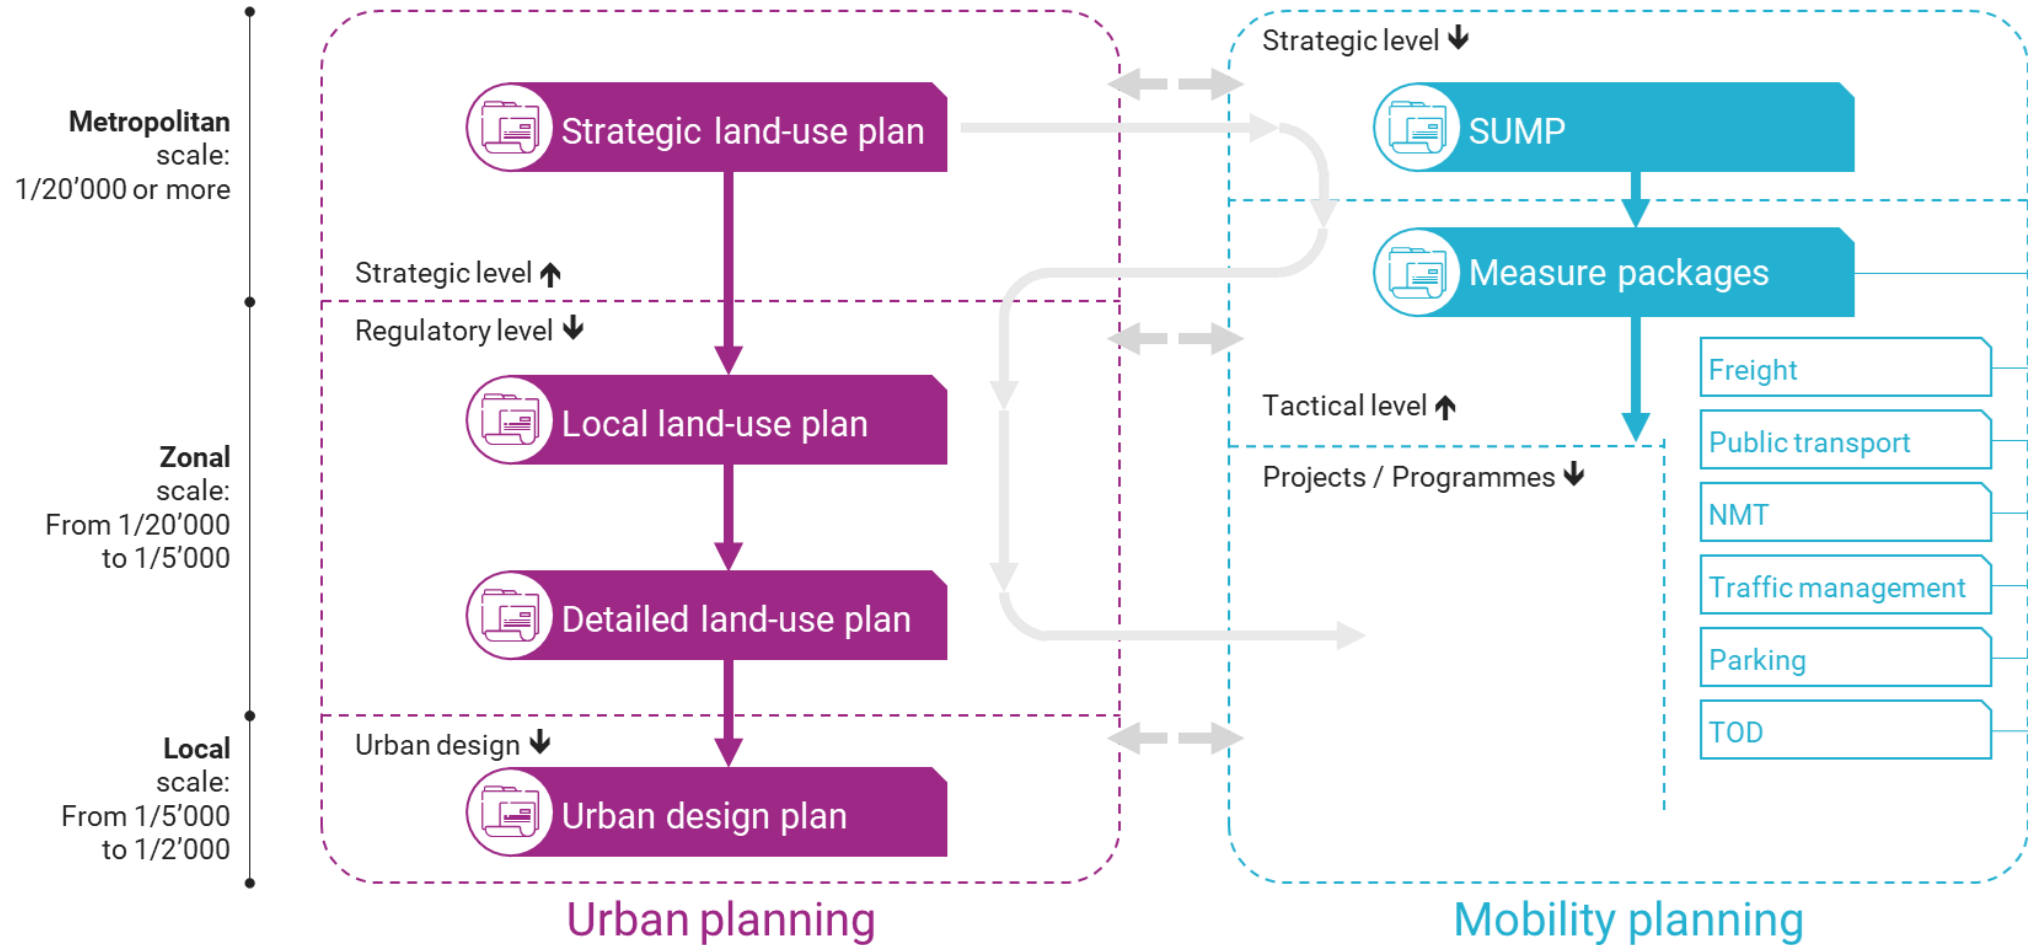 Metropolitan
scale:
1/20’000 or more
Zonal
scale:
From 1/20’000
to 1/5’000
Local
scale:
From 1/5’000
to 1/2’000
Strategic land-use plan
Strategic level
Regulatory level
Local land-use plan
Detailed land-use plan
Urban design
Urban design plan
Urban planning
Strategic level
SUMP
Measure packages
Tactical level
Projects / Programmes
Freight
Public transport
NMT
Traffic management
Parking
TOD
Mobility planning